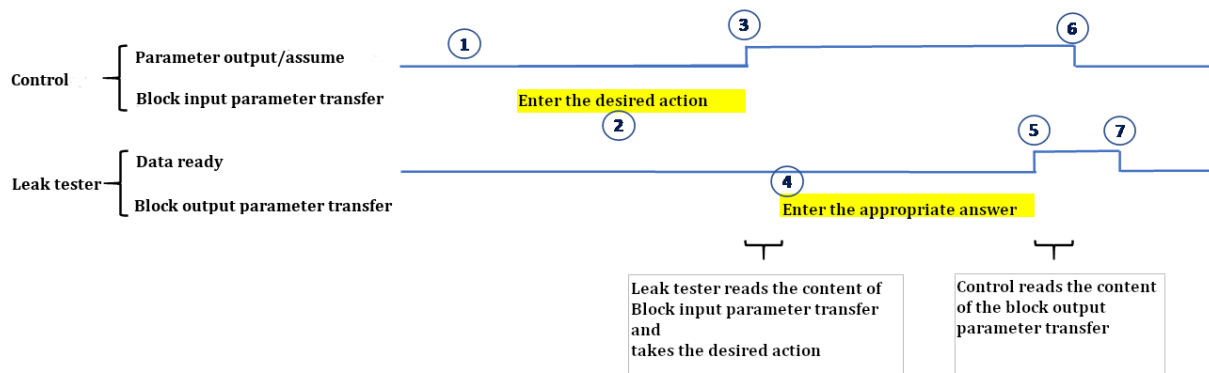 3
6
1
Parameter output/assume
Control
Block input parameter transfer
Enter the desired action
2
5
7
Data ready
4
Leak tester
Block output parameter transfer
Enter the appropriate answer
Leak tester reads the content of
Block input parameter transfer
and
takes the desired action
Control reads the content
of the block output
parameter transfer